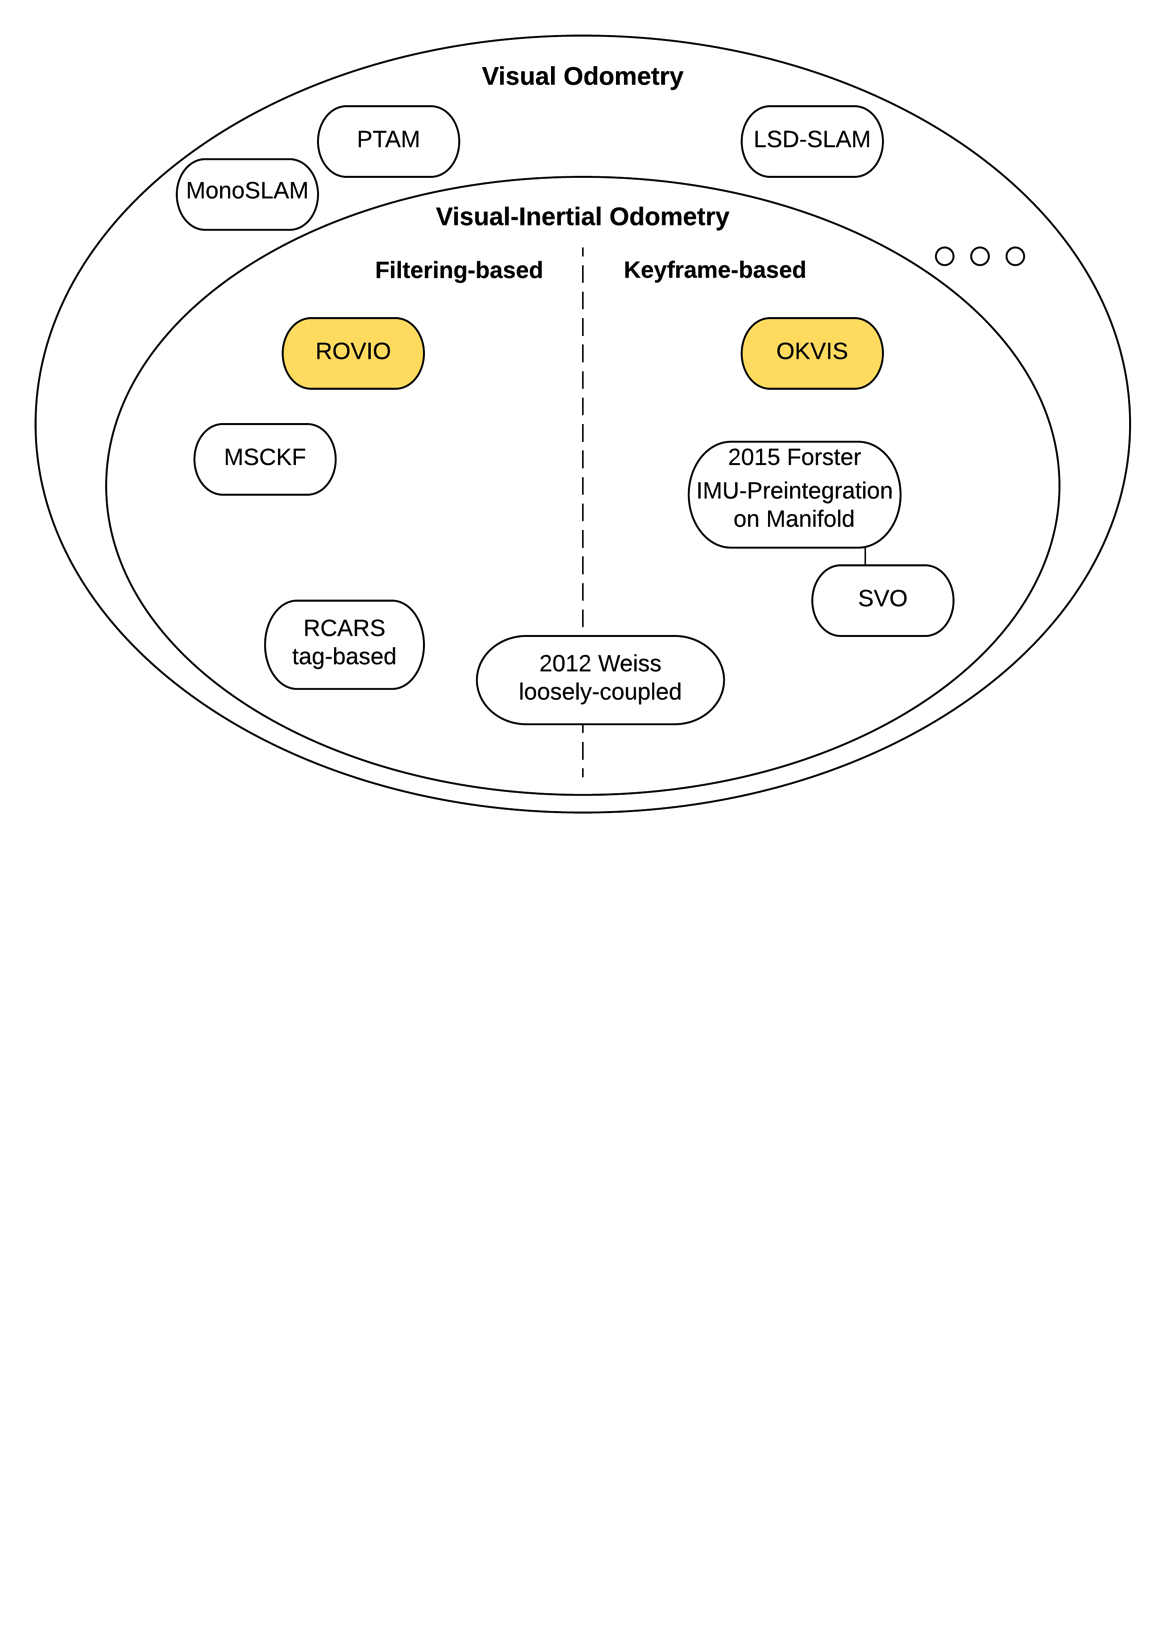 Visual Odometry
PTAM
LSD-SLAM
MonoSLAM
Visual-Inertial Odometry
Filtering-based
Keyframe-based
ROVIO
OKVIS
MSCKF
2015 Forster
IMU-Preintegration
on Manifold
SVO
RCARS
tag-based
2012 Weiss
loosely-coupled